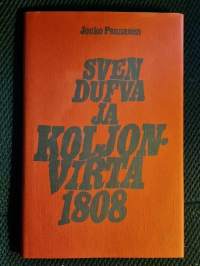 Jouko Pennanen
SVEN
DUFVA
JA
KOLJON-
VIRTA
1808